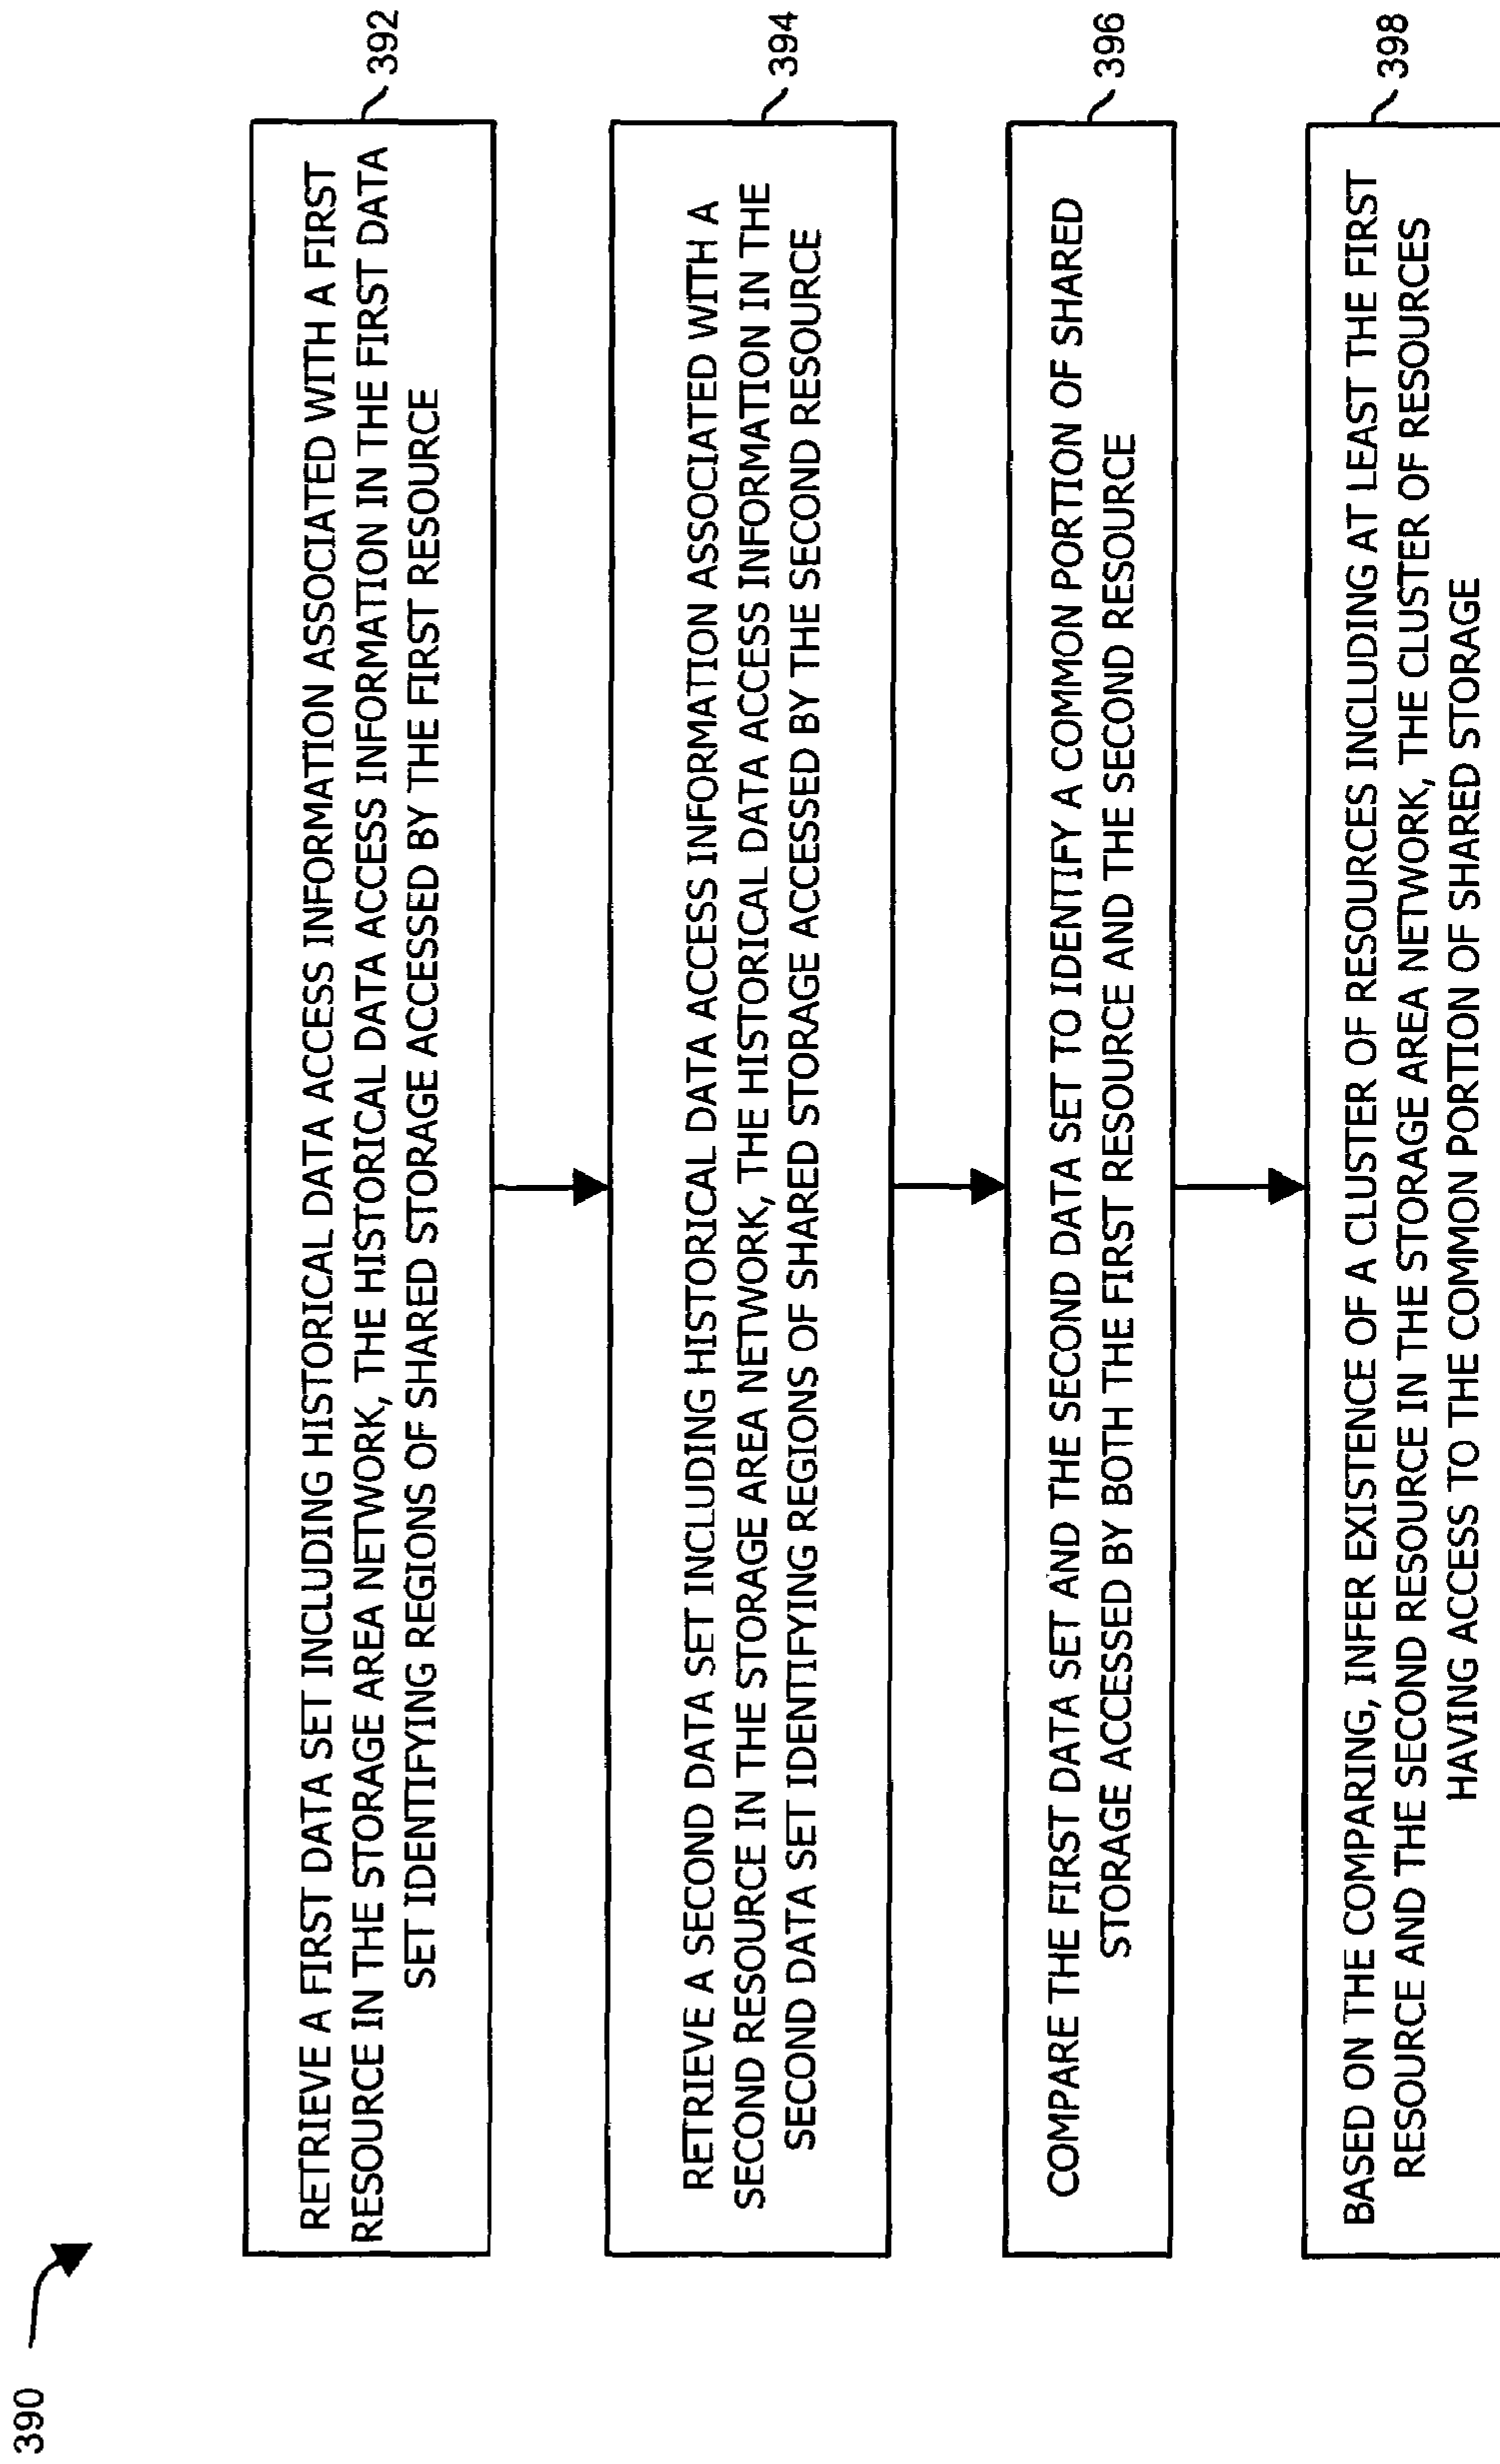 390
RETRIEVE A FIRST DATA SET INCLUDING HISTORICAL DATA ACCESS INFORMATION ASSOCIATED WITH A FIRST
RESOURCE IN THE STORAGE AREA NETWORK, THE HISTORICAL DATA ACCESS INFORMATION IN THE FIRST DATA
SET IDENTIFYING REGIONS OF SHARED STORAGE ACCESSED BY THE FIRST RESOURCE
392
RETRIEVE A SECOND DATA SET INCLUDING HISTORICAL DATA ACCESS INFORMATION ASSOCIATED WITH A
SECOND RESOURCE IN THE STORAGE AREA NETWORK, THE HISTORICAL DATA ACCESS INFORMATION IN THE
SECOND DATA SET IDENTIFYING REGIONS OF SHARED STORAGE ACCESSED BY THE SECOND RESOURCE
394
COMPARE THE FIRST DATA SET AND THE SECOND DATA SET TO IDENTIFY A COMMON PORTION OF SHARED
STORAGE ACCESSED BY BOTH THE FIRST RESOURCE AND THE SECOND RESOURCE
396
BASED ON THE COMPARING, INFER EXISTENCE OF A CLUSTER OF RESOURCES INCLUDING AT LEAST THE FIRST
RESOURCE AND THE SECOND RESOURCE IN THE STORAGE AREA NETWORK, THE CLUSTER OF RESOURCES
HAVING ACCESS TO THE COMMON PORTION OF SHARED STORAGE
398